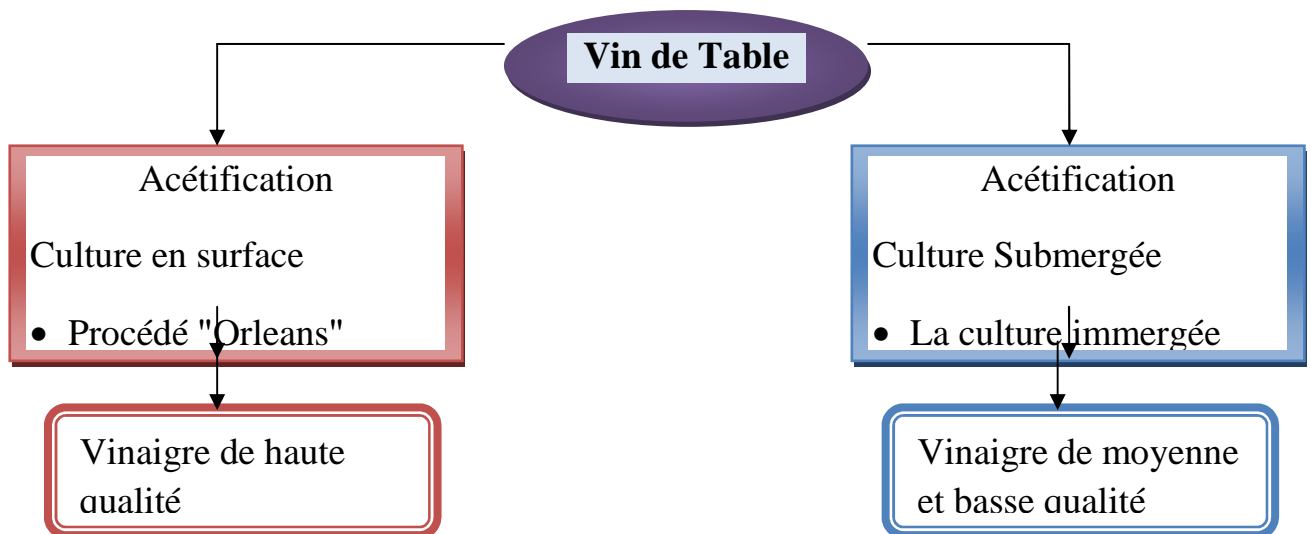 Vin de Table
Acétification
Culture en surface
• Procédé "Orleans"
Vinaigre de haute
qualité
Acétification
Culture Submergée
• La culture immergée
Vinaigre de moyenne
et basse qualité